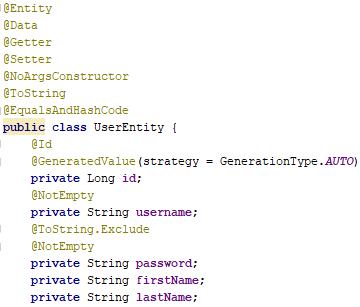 @Entity
@Data
@Getter
@Setter
@NoArgsConstructor
@ToString
@EqualsAndHashCode
public class UserEntity {
@Id
@GeneratedValue(strategy = GenerationType.AUTO)
private Long id;
@NotEmpty
private String username;
@ToString.Exclude
@NotEmpty
private String password;
private String firstName;
private String lastName;